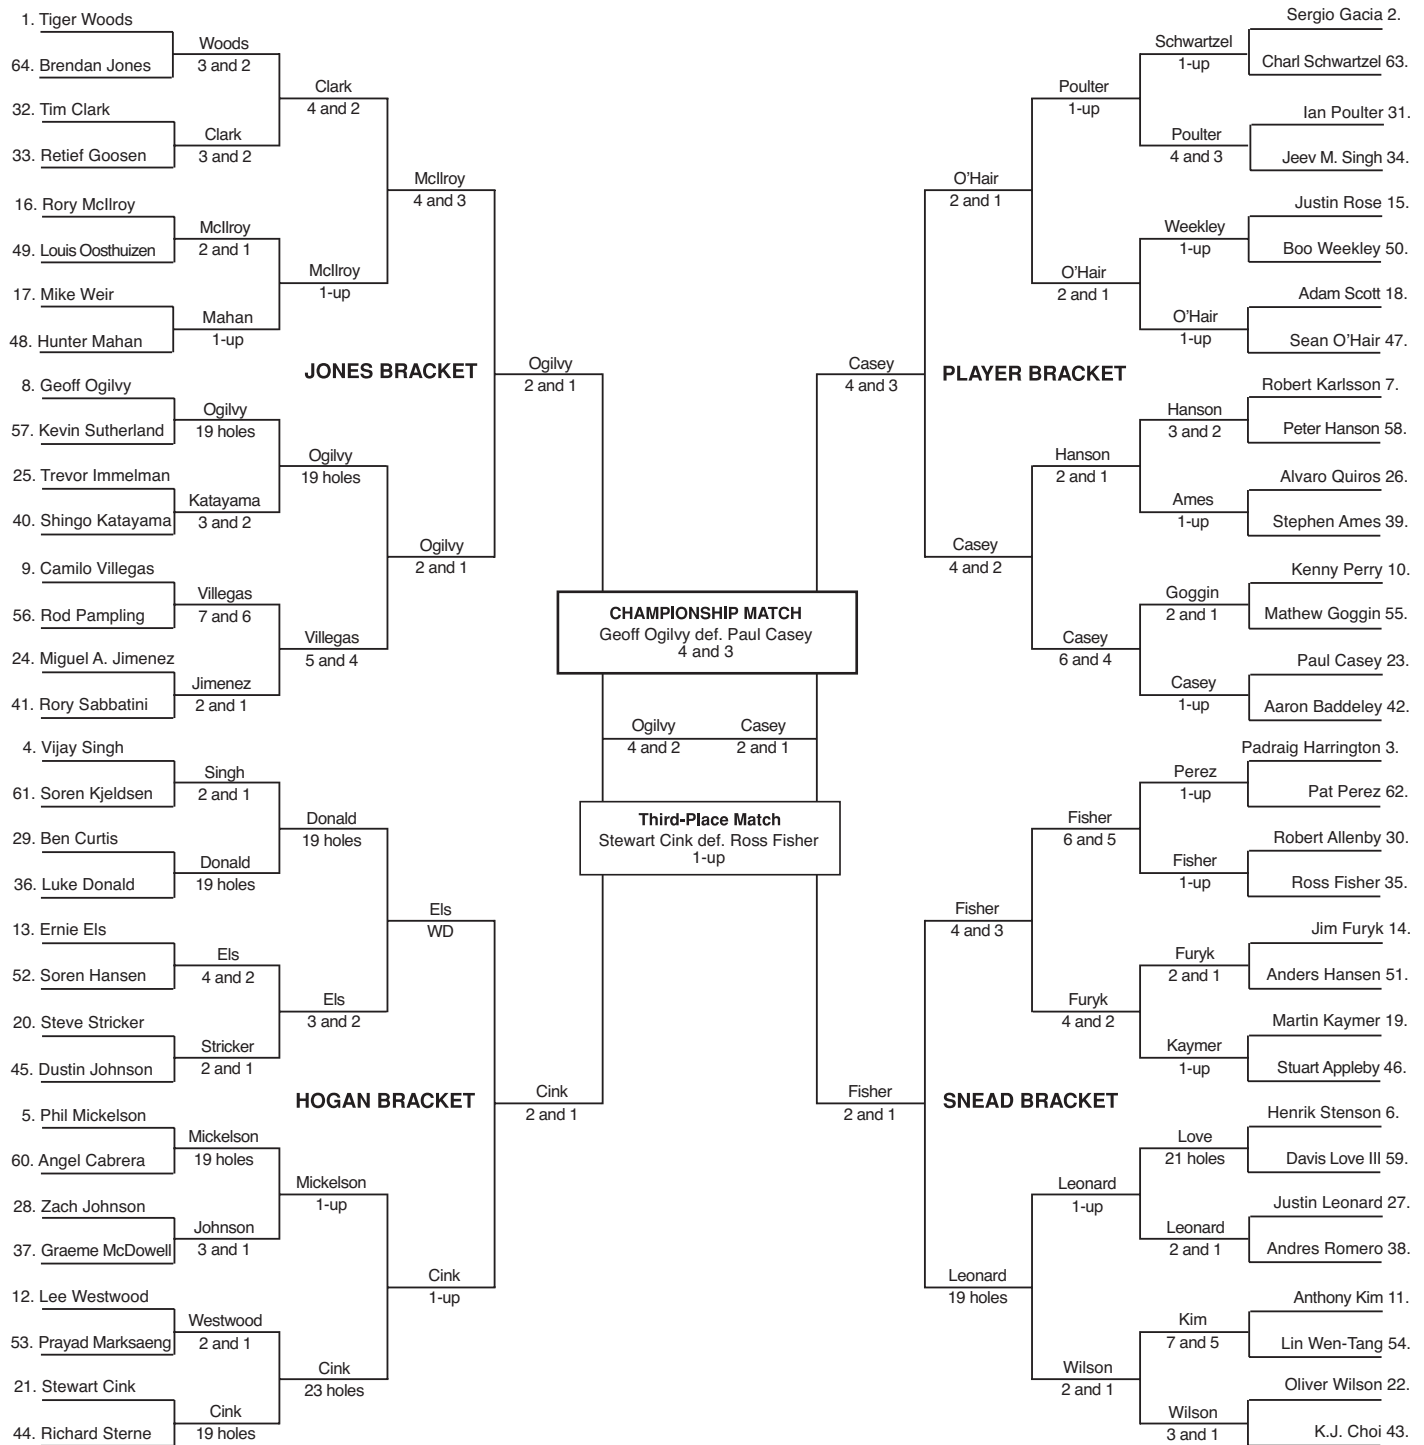 1. Tiger Woods
64. Brendan Jones
32. Tim Clark
33. Retief Goosen
16. Rory McIlroy
49. Louis Oosthuizen
17. Mike Weir
48. Hunter Mahan
8. Geoff Ogilvy
57. Kevin Sutherland
25. Trevor Immelman
40. Shingo Katayama
9. Camilo Villegas
56. Rod Pampling
24. Miguel A. Jimenez
41. Rory Sabbatini
Woods
3 and 2
Clark
3 and 2
McIlroy
2 and 1
Mahan
1-up
Ogilvy
19 holes
Katayama
3 and 2
Villegas
7 and 6
Jimenez
2 and 1
Clark
4 and 2
McIlroy
1-up
Ogilvy
19 holes
Villegas
5 and 4
McIlroy
4 and 3
Ogilvy
2 and 1
JONES BRACKET
Ogilvy
2 and 1
4. Vijay Singh
61. Soren Kjeldsen
29. Ben Curtis
36. Luke Donald
13. Ernie Els
52. Soren Hansen
20. Steve Stricker
45. Dustin Johnson
5. Phil Mickelson
60. Angel Cabrera
28. Zach Johnson
37. Graeme McDowell
12. Lee Westwood
53. Prayad Marksaeng
21. Stewart Cink
44. Richard Sterne
Singh
2 and 1
Donald
19 holes
Els
4 and 2
Stricker
2 and 1
Mickelson
19 holes
Johnson
3 and 1
Westwood
2 and 1
Cink
19 holes
Donald
19 holes
Els
3 and 2
Mickelson
1-up
Cink
23 holes
Els
WD
Cink
1-up
HOGAN BRACKET
Cink
2 and 1
CHAMPIONSHIP MATCH
Geoff Ogilvy def. Paul Casey
4 and 3
Ogilvy
4 and 2
Casey
2 and 1
Third-Place Match
Stewart Cink def. Ross Fisher
1-up
Casey
4 and 3
PLAYER BRACKET
O'Hair
2 and 1
Casey
4 and 2
Poulter
1-up
O'Hair
2 and 1
Hanson
2 and 1
Casey
6 and 4
Schwartzel
1-up
Poulter
4 and 3
Weekley
1-up
O'Hair
1-up
Hanson
3 and 2
Ames
1-up
Goggin
2 and 1
Casey
1-up
Sergio Gacia 2.
Charl Schwartzel 63.
Ian Poulter 31.
Jeev M. Singh 34.
Justin Rose 15.
Boo Weekley 50.
Adam Scott 18.
Sean O'Hair 47.
Robert Karlsson 7.
Peter Hanson 58.
Alvaro Quiros 26.
Stephen Ames 39.
Kenny Perry 10.
Mathew Goggin 55.
Paul Casey 23.
Aaron Baddeley 42.
Fisher
2 and 1
SNEAD BRACKET
Fisher
4 and 3
Leonard
19 holes
Fisher
6 and 5
Furyk
4 and 2
Leonard
1-up
Wilson
2 and 1
Perez
1-up
Fisher
1-up
Furyk
2 and 1
Kaymer
1-up
Love
21 holes
Leonard
2 and 1
Kim
7 and 5
Wilson
3 and 1
Padraig Harrington 3.
Pat Perez 62.
Robert Allenby 30.
Ross Fisher 35.
Jim Furyk 14.
Anders Hansen 51.
Martin Kaymer 19.
Stuart Appleby 46.
Henrik Stenson 6.
Davis Love III 59.
Justin Leonard 27.
Andres Romero 38.
Anthony Kim 11.
Lin Wen-Tang 54.
Oliver Wilson 22.
K.J. Choi 43.